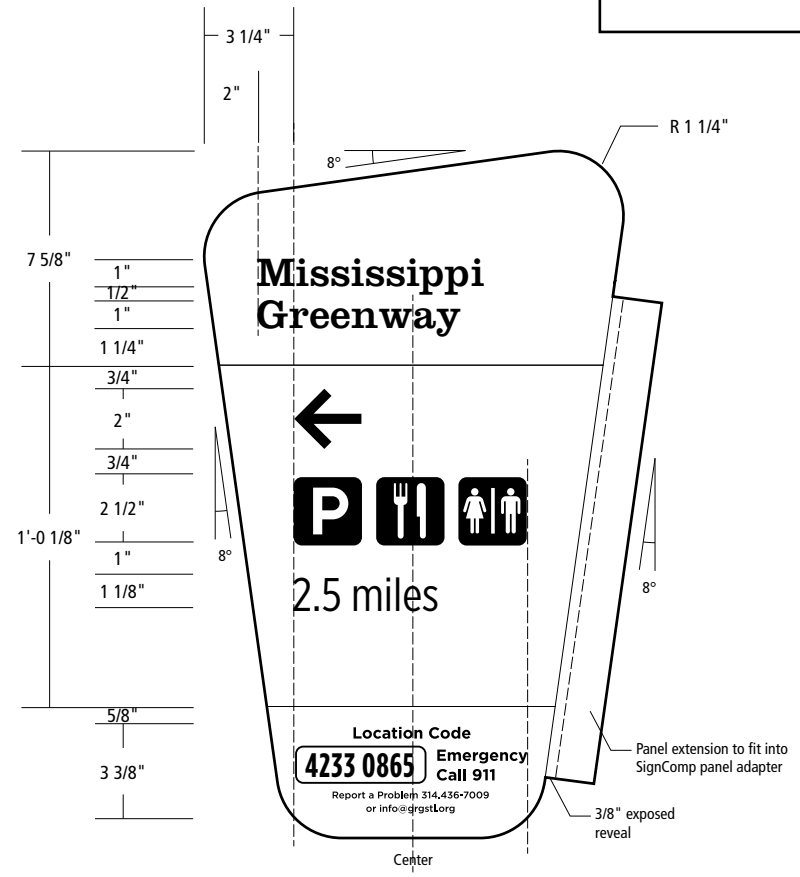 3 1/4"
2"
R 1 1/4"
8°
7 5/8"
1"
1/2"
1"
1 1/4"
Mississippi
Greenway
3/4"
2"
3/4"
2 1/2"
P
1'-0 1/8"
8°
1"
1 1/8"
2.5 miles
8°
5/8"
3 3/8"
Location Code
4233 0865
Emergency
Call 911
Report a Problem 314.436-7009
or info@grgstl.org
Panel extension to fit into
SignComp panel adapter
3/8" exposed
reveal
Center